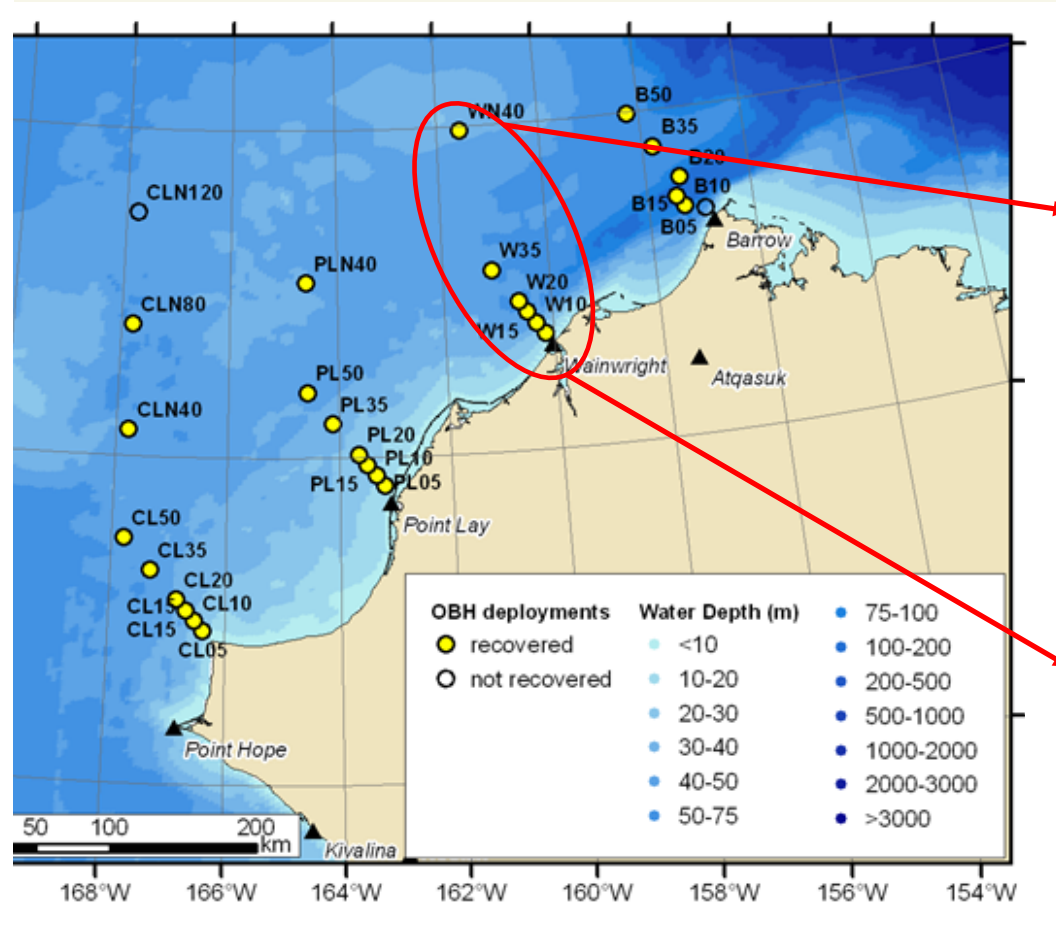 WN40
B50
B35
B20
B10
B15
B05
Barrow
CLN120
PLN40
W35
W20
W10
W15
Wainwright
Atqasuk
CLN80
PL50
PL35
CLN40
PL20
PL10
PL15
PL05
Point Lay
CL50
CL35
CL20
CL15
CL10
CL15
CL05
Point Hope
Kivalina
OBH deployments
recovered
not recovered
Water Depth (m)
<10
10-20
20-30
30-40
40-50
50-75
75-100
100-200
200-500
500-1000
1000-2000
2000-3000
>3000
50 100 200
km
168°W 166°W 164°W 162°W 160°W 158°W 156°W 154°W